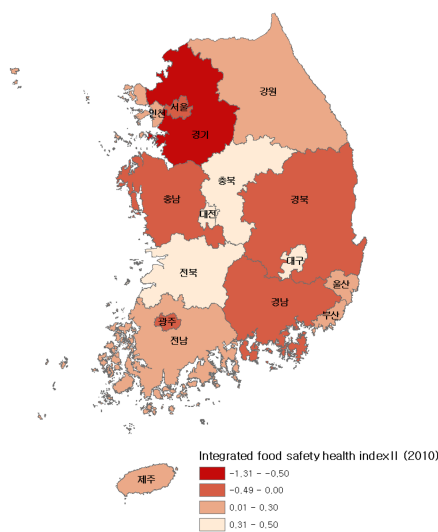 강원
서울
인천
경기
충북
충남
경북
대전
대구
전북
울산
경남
부산
광주
전남
제주
Integrated food safety health indexII (2010)
-1.31 - -0.50
-0.49 - 0.00
0.01 - 0.30
0.31 - 0.50